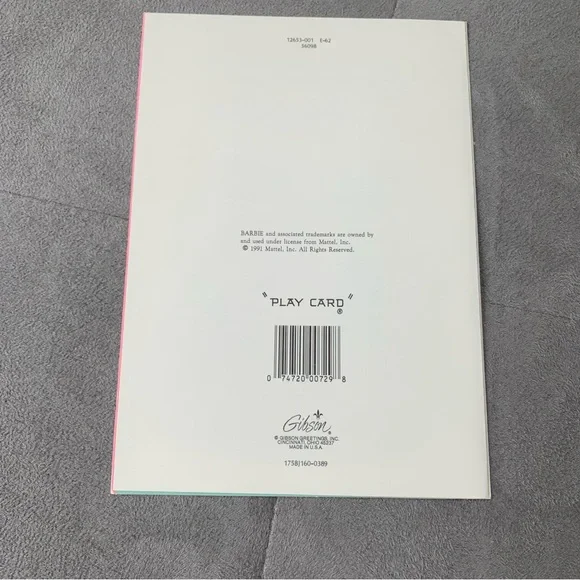 12653-001 E-62
36098
BARBIE and associated trademarks are owned by
and used under license from Mattel, Inc.
© 1991 Mattel, Inc. All Rights Reserved.
"PLAY CARD"®
0 74720 00729 8
Gibson®
© GIBSON GREETINGS, INC.
CINCINNATI, OHIO 45237
MADE IN U.S.A.
175BJ160-0389